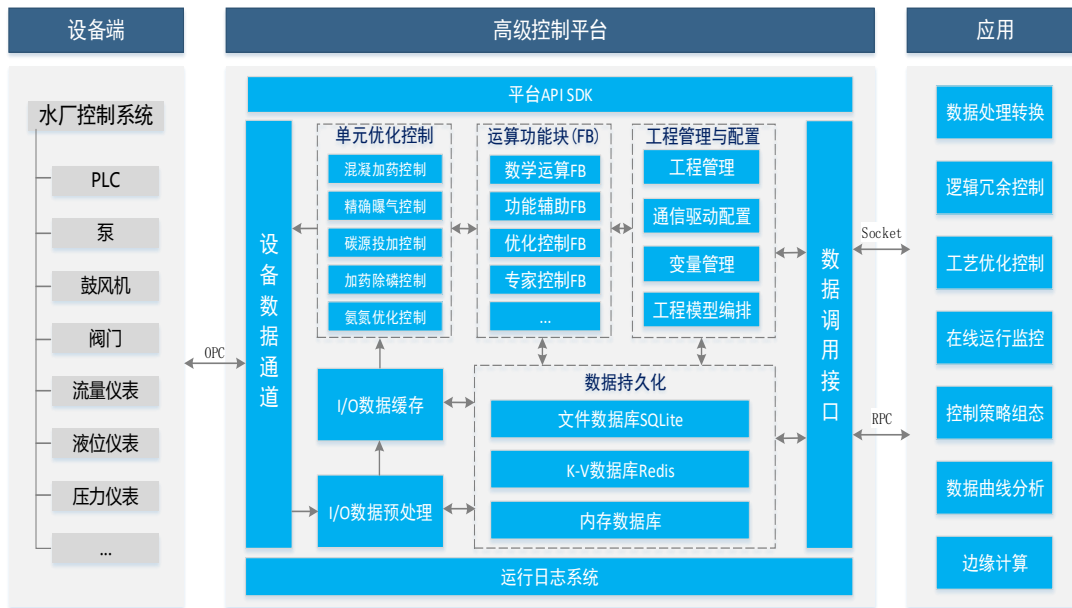 设备端
高级控制平台
应用
水厂控制系统
PLC
泵
鼓风机
阀门
流量仪表
液位仪表
压力仪表
...
OPC
平台API SDK
设备数据通道
单元优化控制
混凝加药控制
精确曝气控制
碳源投加控制
加药除磷控制
氨氮优化控制
运算功能块(FB)
数学运算FB
功能辅助FB
优化控制FB
专家控制FB
...
工程管理与配置
工程管理
通信驱动配置
变量管理
工程模型编排
I/O数据缓存
I/O数据预处理
数据持久化
文件数据库SQLite
K-V数据库Redis
内存数据库
数据调用接口
运行日志系统
Socket
RPC
数据处理转换
逻辑冗余控制
工艺优化控制
在线运行监控
控制策略组态
数据曲线分析
边缘计算